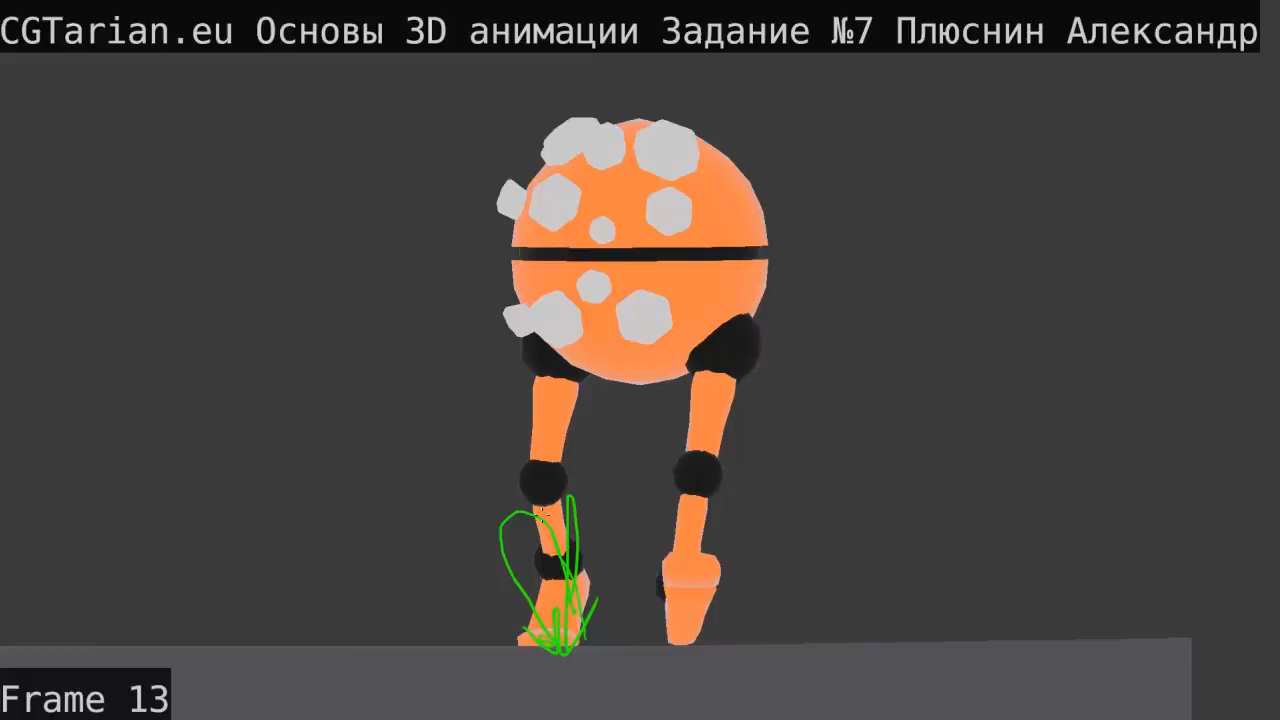 CGTarian.eu Основы 3D анимации Задание №7 Плюснин Александр
Frame 13